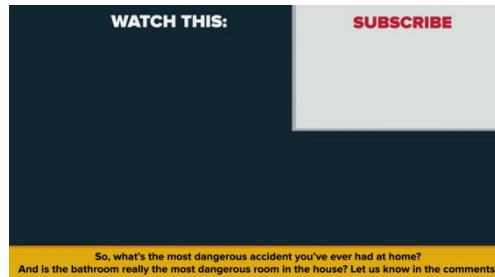 WATCH THIS:
SUBSCRIBE
So, what's the most dangerous accident you've ever had at home?
And is the bathroom really the most dangerous room in the house? Let us know in the comments